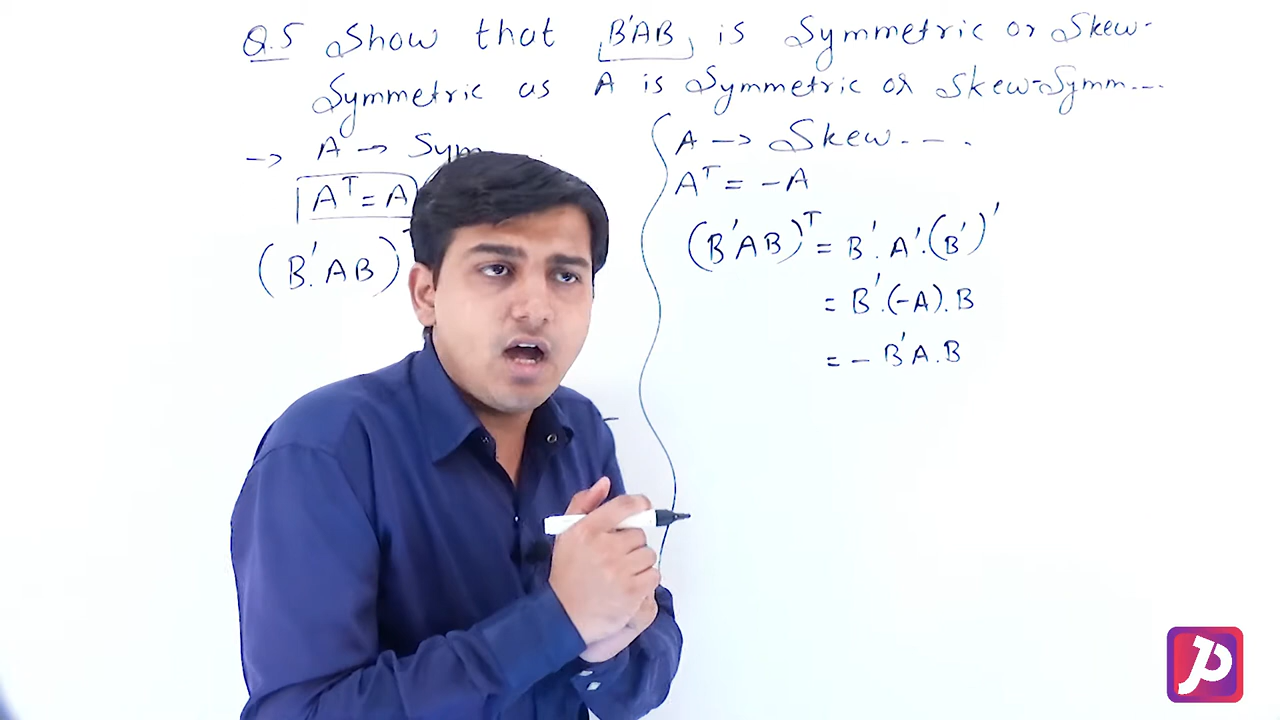 Q.5 Show that B'AB is Symmetric or Skew-
Symmetric as A is Symmetric or Skew-Symm....
→ A → Sym
A^T = A
(B'.AB)
A → Skew - - .
A^T = -A
(B'AB)^T = B'.A'.(B')'
= B'.(-A).B
= - B'A.B